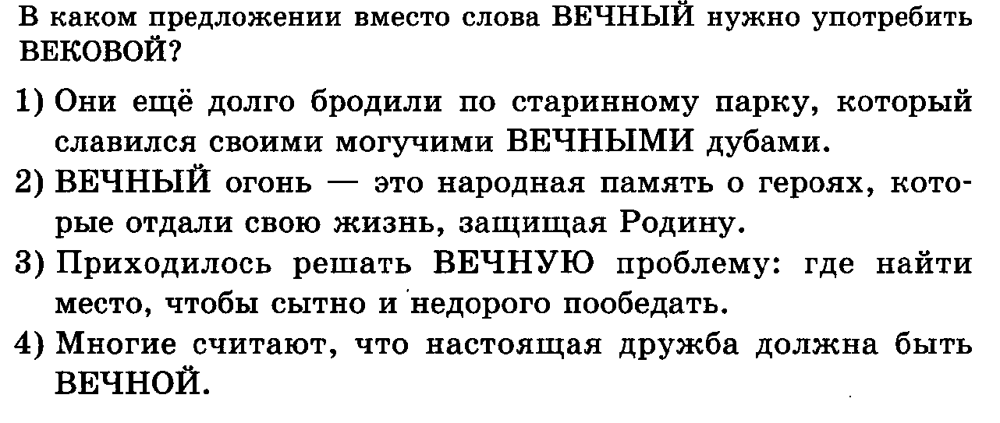 В каком предложении вместо слова ВЕЧНЫЙ нужно употребить
ВЕКОВОЙ?
1) Они ещё долго бродили по старинному парку, который
славился своими могучими ВЕЧНЫМИ дубами.
2) ВЕЧНЫЙ огонь — это народная память о героях, кото-
рые отдали свою жизнь, защищая Родину.
3) Приходилось решать ВЕЧНУЮ проблему: где найти
место, чтобы сытно и недорого пообедать.
4) Многие считают, что настоящая дружба должна быть
ВЕЧНОЙ.